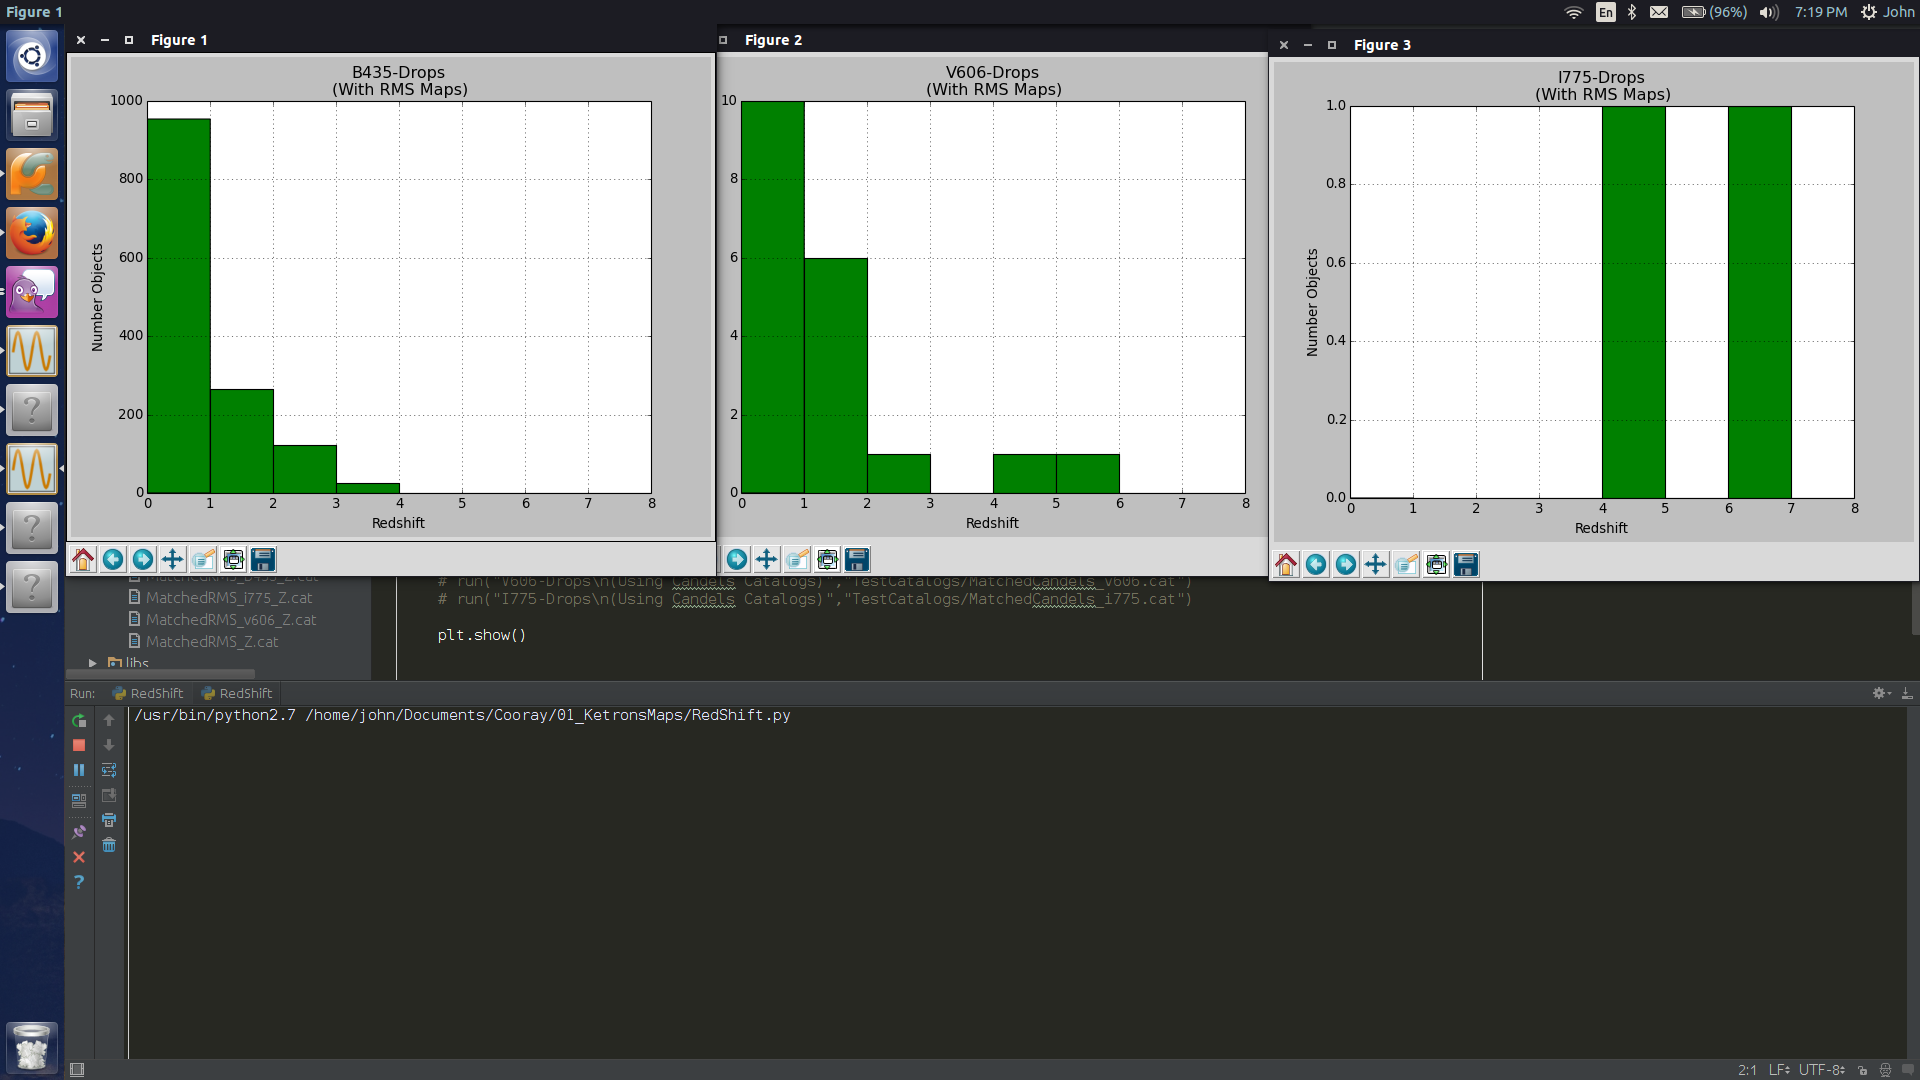 Figure 1
En
(96%)
7:19 PM
John
Figure 1
B435-Drops
(With RMS Maps)
1000
800
600
400
200
0
Number Objects
0 1 2 3 4 5 6 7 8
Redshift
Figure 2
V606-Drops
(With RMS Maps)
10
8
6
4
2
0
0 1 2 3 4 5 6 7 8
Redshift
Figure 3
I775-Drops
(With RMS Maps)
1.0
0.8
0.6
0.4
0.2
0.0
Number Objects
0 1 2 3 4 5 6 7 8
Redshift
MatchedRMS_b435_Z.cat
MatchedRMS_i775_Z.cat
MatchedRMS_v606_Z.cat
MatchedRMS_Z.cat
libs
# run("V606-Drops\n(Using Candels Catalogs)","TestCatalogs/MatchedCandels_v606.cat")
# run("I775-Drops\n(Using Candels Catalogs)","TestCatalogs/MatchedCandels_i775.cat")
plt.show()
Run: RedShift RedShift
/usr/bin/python2.7 /home/john/Documents/Cooray/01_KetronsMaps/RedShift.py
2:1 LF UTF-8